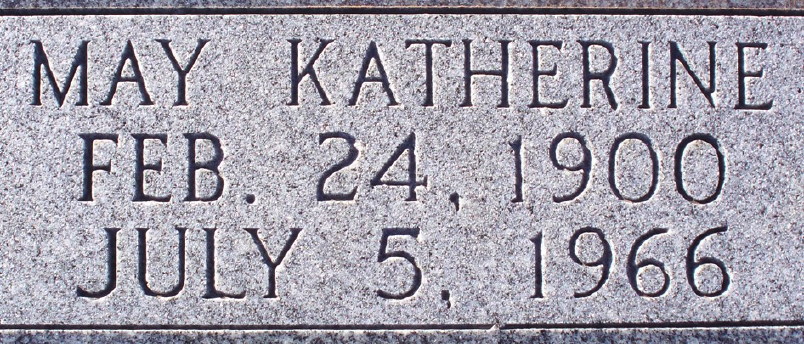 MAY KATHERINE
FEB. 24, 1900
JULY 5, 1966